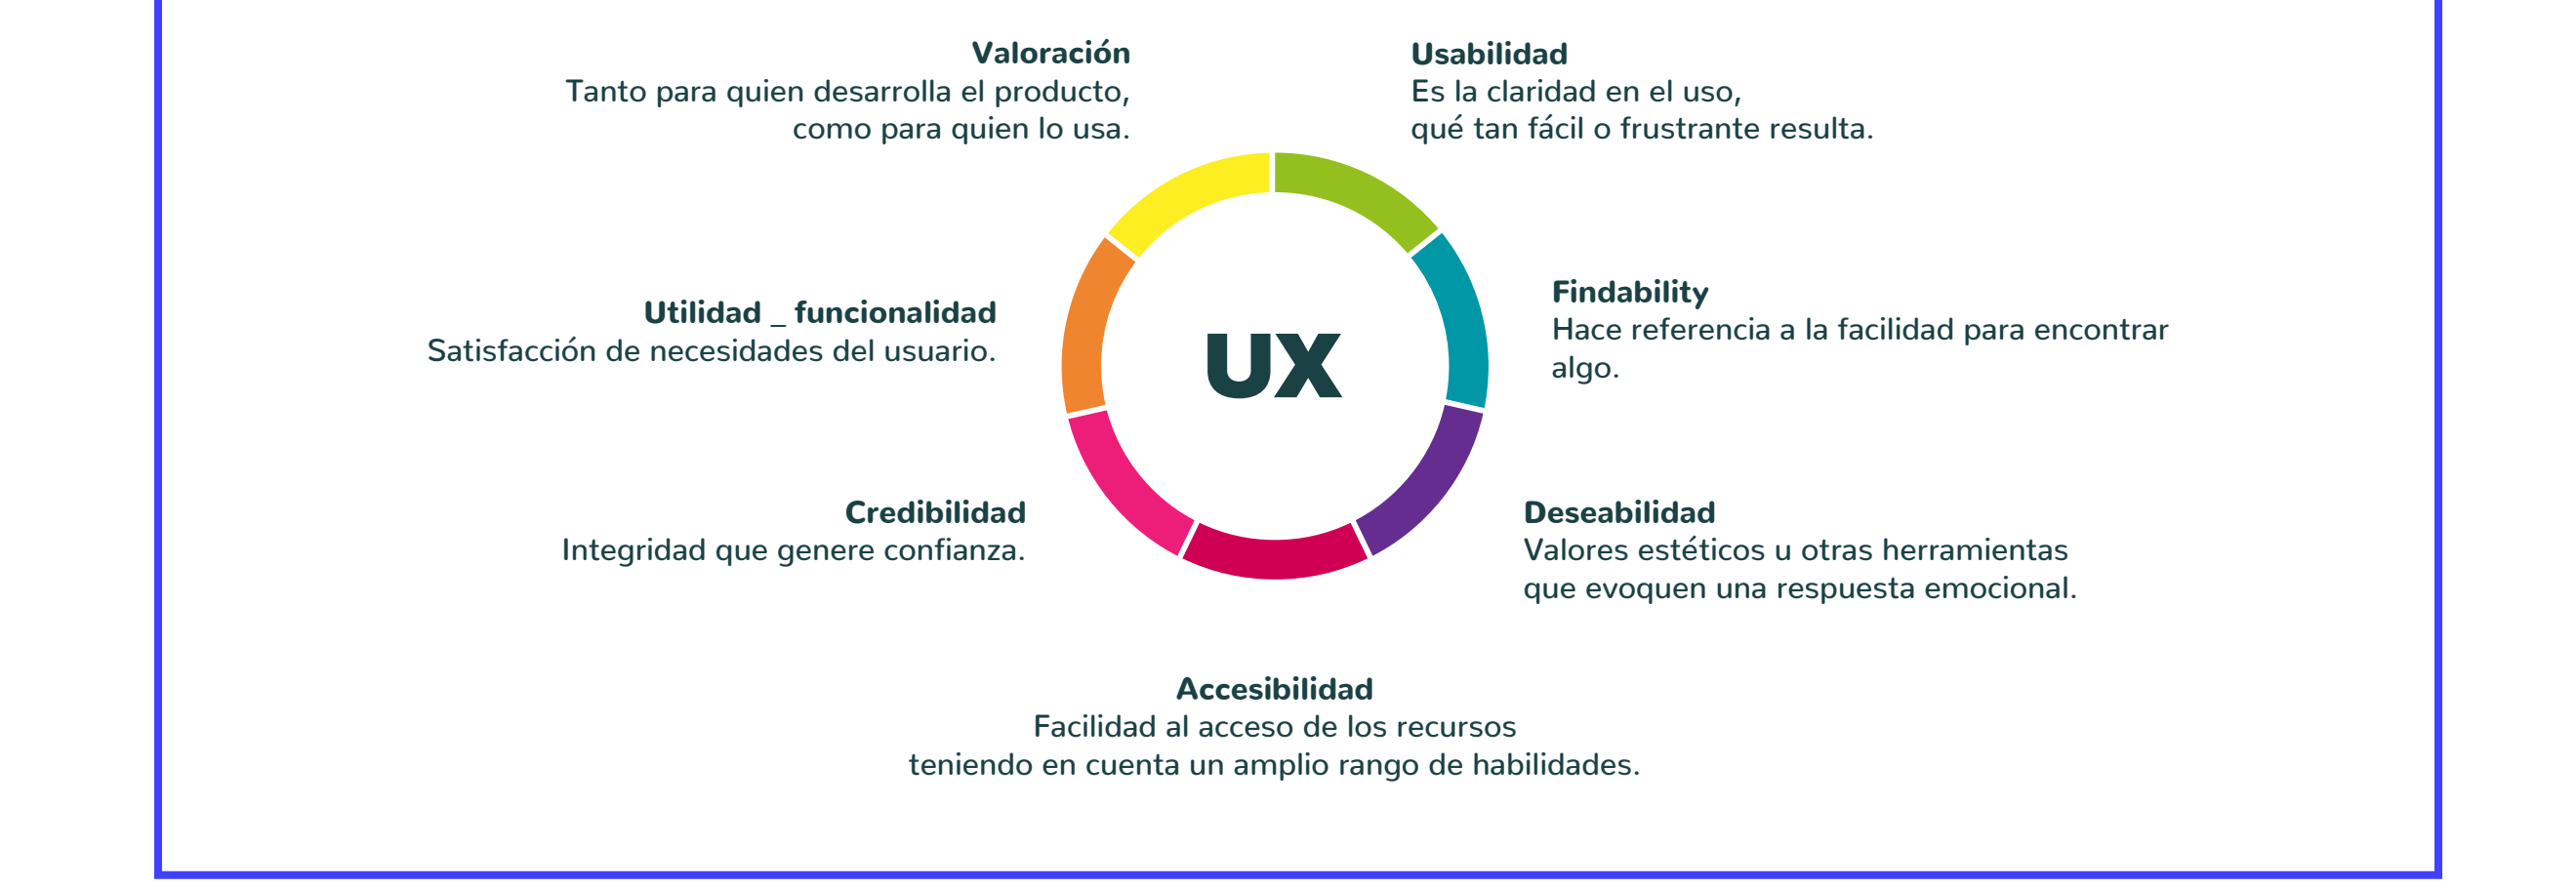 Valoración
Tanto para quien desarrolla el producto,
como para quien lo usa.
Usabilidad
Es la claridad en el uso,
qué tan fácil o frustrante resulta.
Utilidad _ funcionalidad
Satisfacción de necesidades del usuario.
UX
Findability
Hace referencia a la facilidad para encontrar
algo.
Credibilidad
Integridad que genere confianza.
Deseabilidad
Valores estéticos u otras herramientas
que evoquen una respuesta emocional.
Accesibilidad
Facilidad al acceso de los recursos
teniendo en cuenta un amplio rango de habilidades.